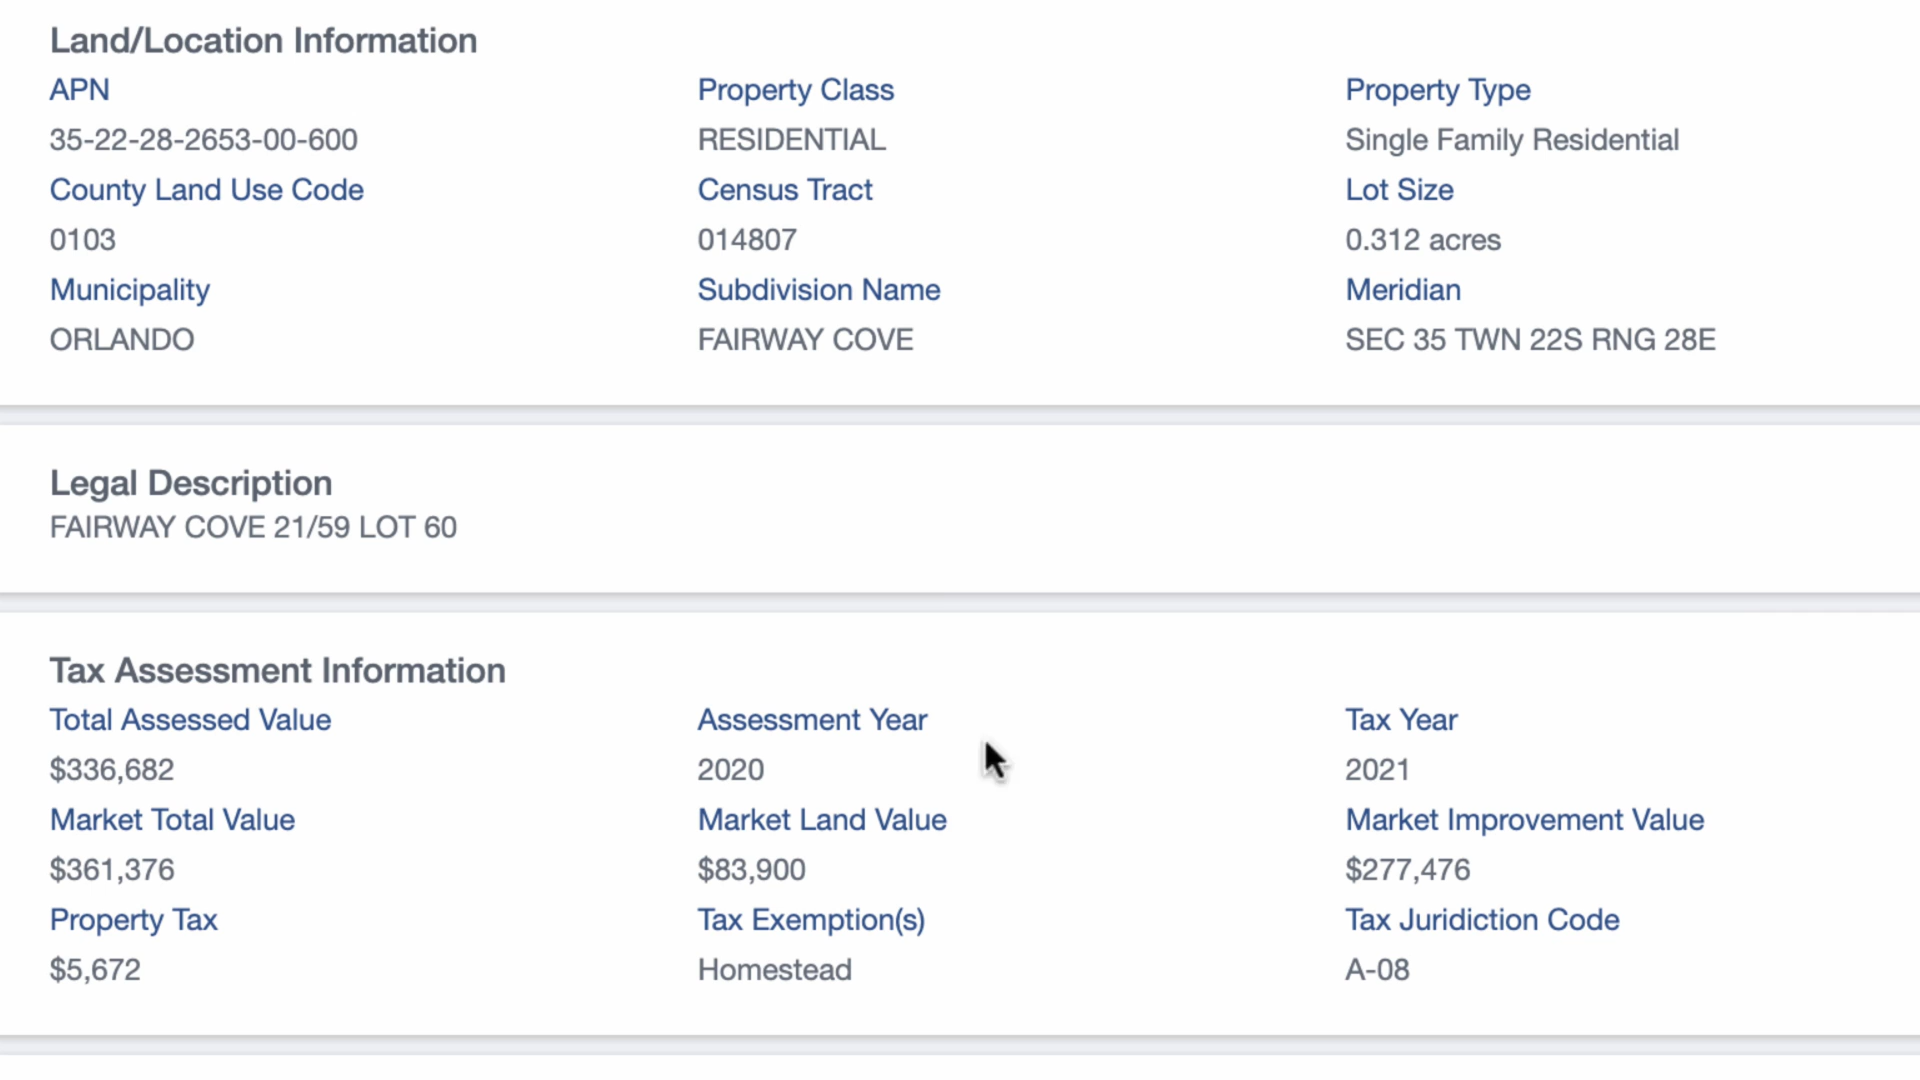 Land/Location Information
APN Property Class Property Type
35-22-28-2653-00-600 RESIDENTIAL Single Family Residential
County Land Use Code Census Tract Lot Size
0103 014807 0.312 acres
Municipality Subdivision Name Meridian
ORLANDO FAIRWAY COVE SEC 35 TWN 22S RNG 28E
Legal Description
FAIRWAY COVE 21/59 LOT 60
Tax Assessment Information
Total Assessed Value Assessment Year Tax Year
$336,682 2020 2021
Market Total Value Market Land Value Market Improvement Value
$361,376 $83,900 $277,476
Property Tax Tax Exemption(s) Tax Juridiction Code
$5,672 Homestead A-08